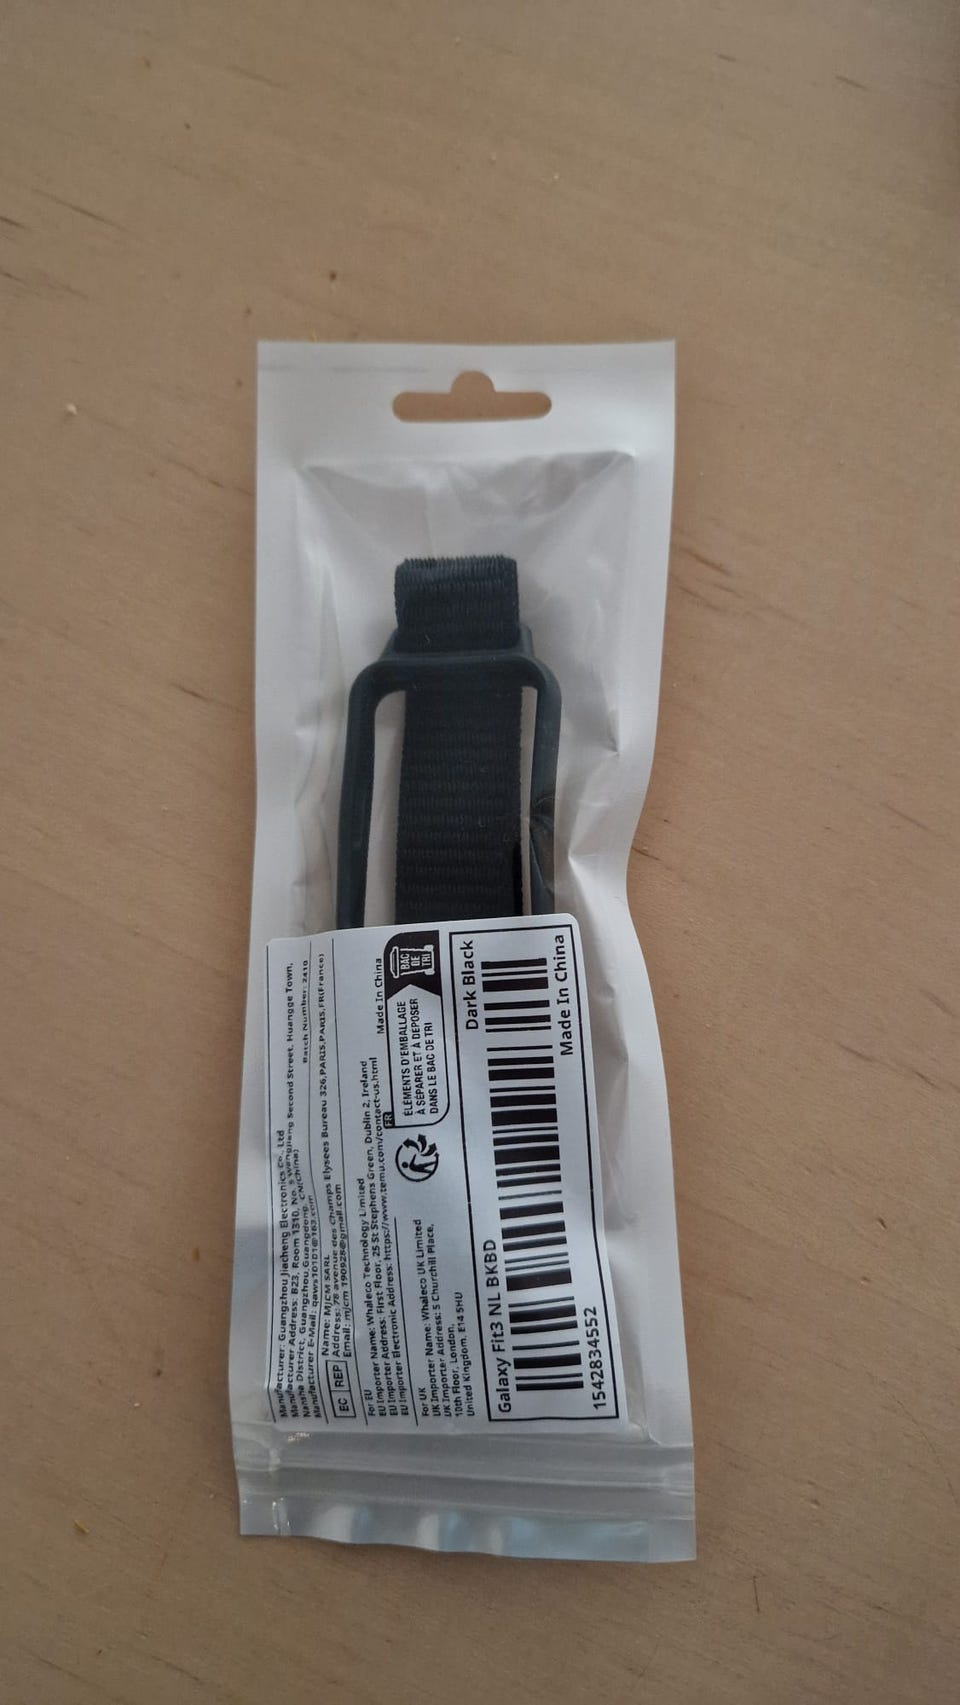 Manufacturer: Guangzhou Jiacheng Electronics Co., Ltd
Manufacturer Address: B23, Room 1310, No. 5 Wangjiang Second Street, Huangge Town,
Nansha District, Guangzhou,Guangdong, CN(China)
Manufacturer E-Mail: qaws10101@163.com
Batch Number: 2410
EC REP
Name: MJCM SARL
Address: 78 avenue des Champs Elysees Bureau 326,PARIS,PARIS,FR(France)
Email: mjcm 190928@gmail.com
For EU
EU Importer Name: Whaleco Technology Limited
EU Importer Address: First Floor, 25 St Stephens Green, Dublin 2, Ireland
EU Importer Electronic Address: https://www.temu.com/contact-us.html
Made In China
For UK
UK Importer Name: Whaleco UK Limited
UK Importer Address: 5 Churchill Place,
10th Floor, London,
United Kingdom, E14 5HU
FR
ÉLÉMENTS D'EMBALLAGE
À SÉPARER ET À DÉPOSER
DANS LE BAC DE TRI
BAC
DE
TRI
Galaxy Fit3 NL BKBD
Dark Black
1542834552
Made In China